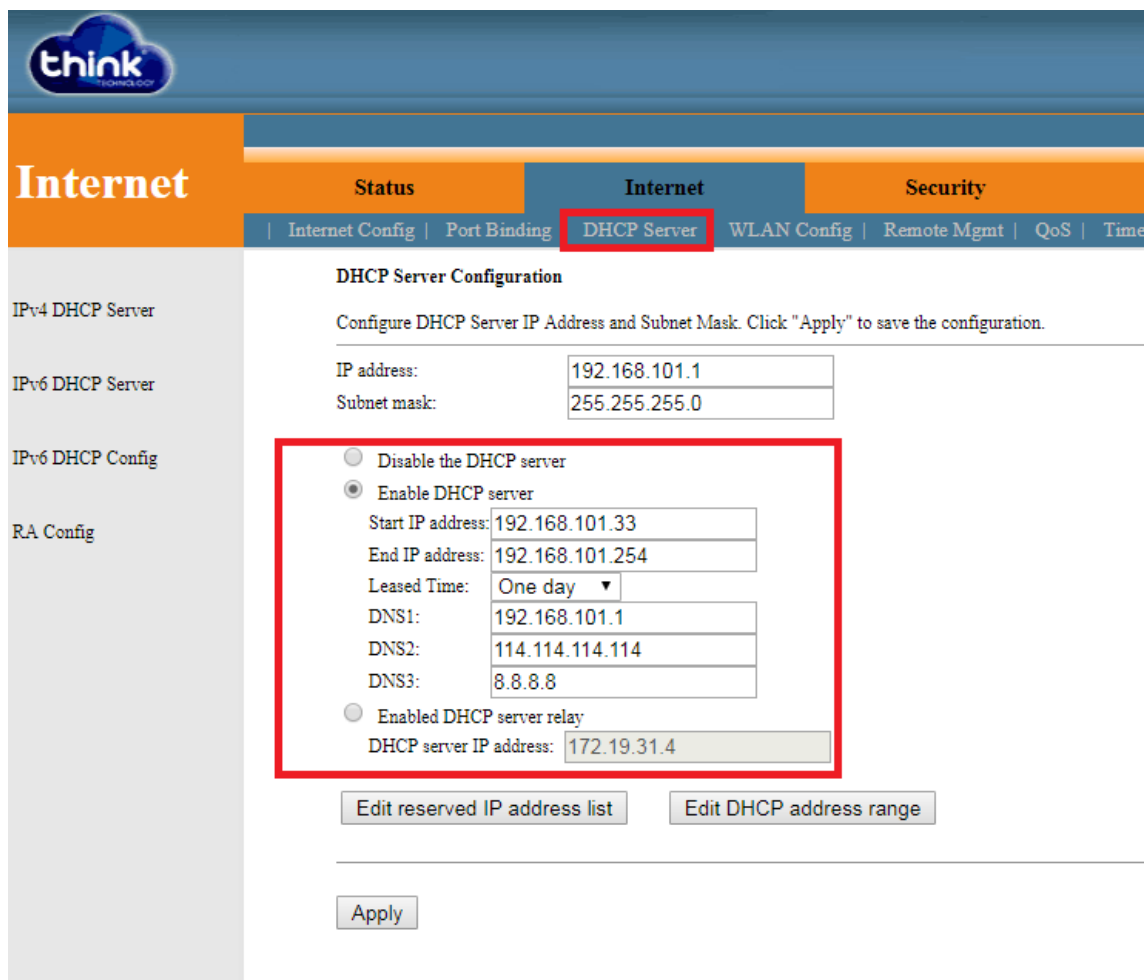 think
TECHNOLOGY
Internet
Status Internet Security
| Internet Config | Port Binding DHCP Server WLAN Config | Remote Mgmt | QoS | Time
IPv4 DHCP Server
IPv6 DHCP Server
IPv6 DHCP Config
RA Config
DHCP Server Configuration
Configure DHCP Server IP Address and Subnet Mask. Click "Apply" to save the configuration.
IP address: 192.168.101.1
Subnet mask: 255.255.255.0
Disable the DHCP server
Enable DHCP server
Start IP address: 192.168.101.33
End IP address: 192.168.101.254
Leased Time: One day
DNS1: 192.168.101.1
DNS2: 114.114.114.114
DNS3: 8.8.8.8
Enabled DHCP server relay
DHCP server IP address: 172.19.31.4
Edit reserved IP address list Edit DHCP address range
Apply